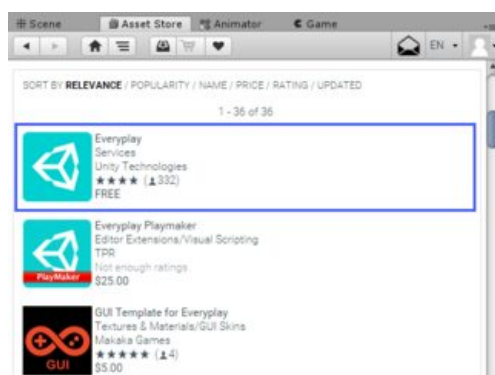 Scene Asset Store Animator Game
EN
SORT BY RELEVANCE / POPULARITY / NAME / PRICE / RATING / UPDATED
1 - 36 of 36
Everyplay
Services
Unity Technologies
★★★★ (332)
FREE
Everyplay Playmaker
Editor Extensions/Visual Scripting
TPR
Not enough ratings
PlayMaker
$25.00
GUI Template for Everyplay
Textures & Materials/GUI Skins
Makaka Games
★★★★★ (4)
GUI
$5.00